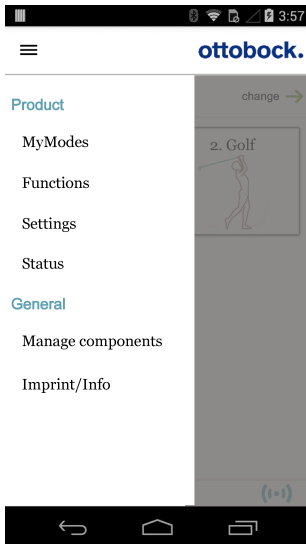 3:57
ottobock.
Product
change
MyModes
2. Golf
Functions
Settings
Status
General
Manage components
Imprint/Info